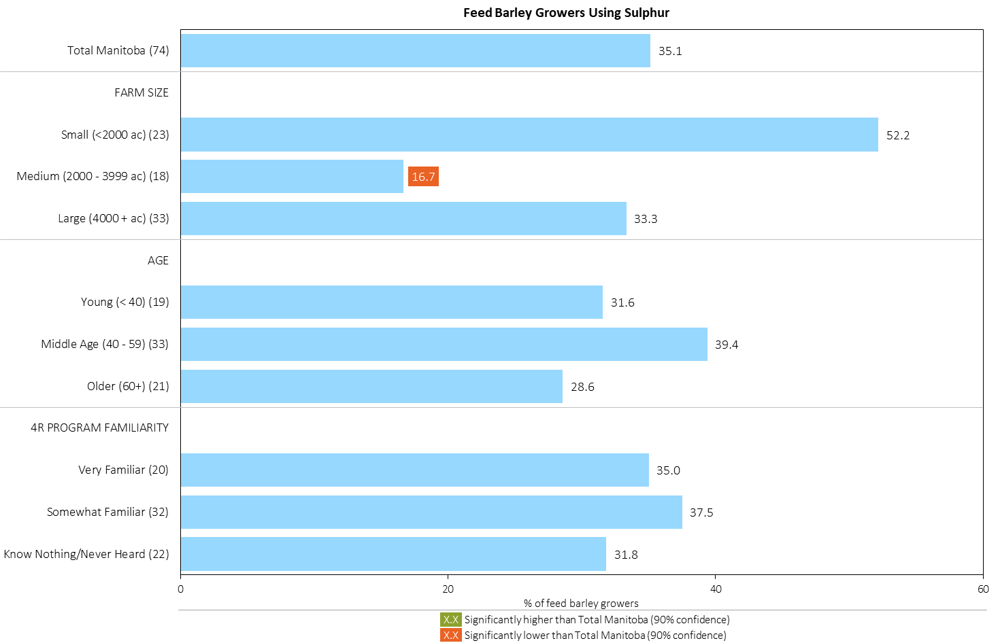 Feed Barley Growers Using Sulphur
Total Manitoba (74)
35.1
FARM SIZE
Small (<2000 ac) (23)
52.2
Medium (2000 - 3999 ac) (18)
16.7
Large (4000 + ac) (33)
33.3
AGE
Young (< 40) (19)
31.6
Middle Age (40 - 59) (33)
39.4
Older (60+) (21)
28.6
4R PROGRAM FAMILIARITY
Very Familiar (20)
35.0
Somewhat Familiar (32)
37.5
Know Nothing/Never Heard (22)
31.8
0 20 40 60
% of feed barley growers
X.X Significantly higher than Total Manitoba (90% confidence)
X.X Significantly lower than Total Manitoba (90% confidence)